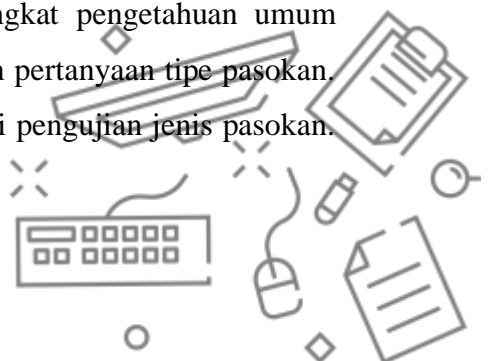 ngkat pengetahuan umum
n pertanyaan tipe pasokan.
i pengujian jenis pasokan.